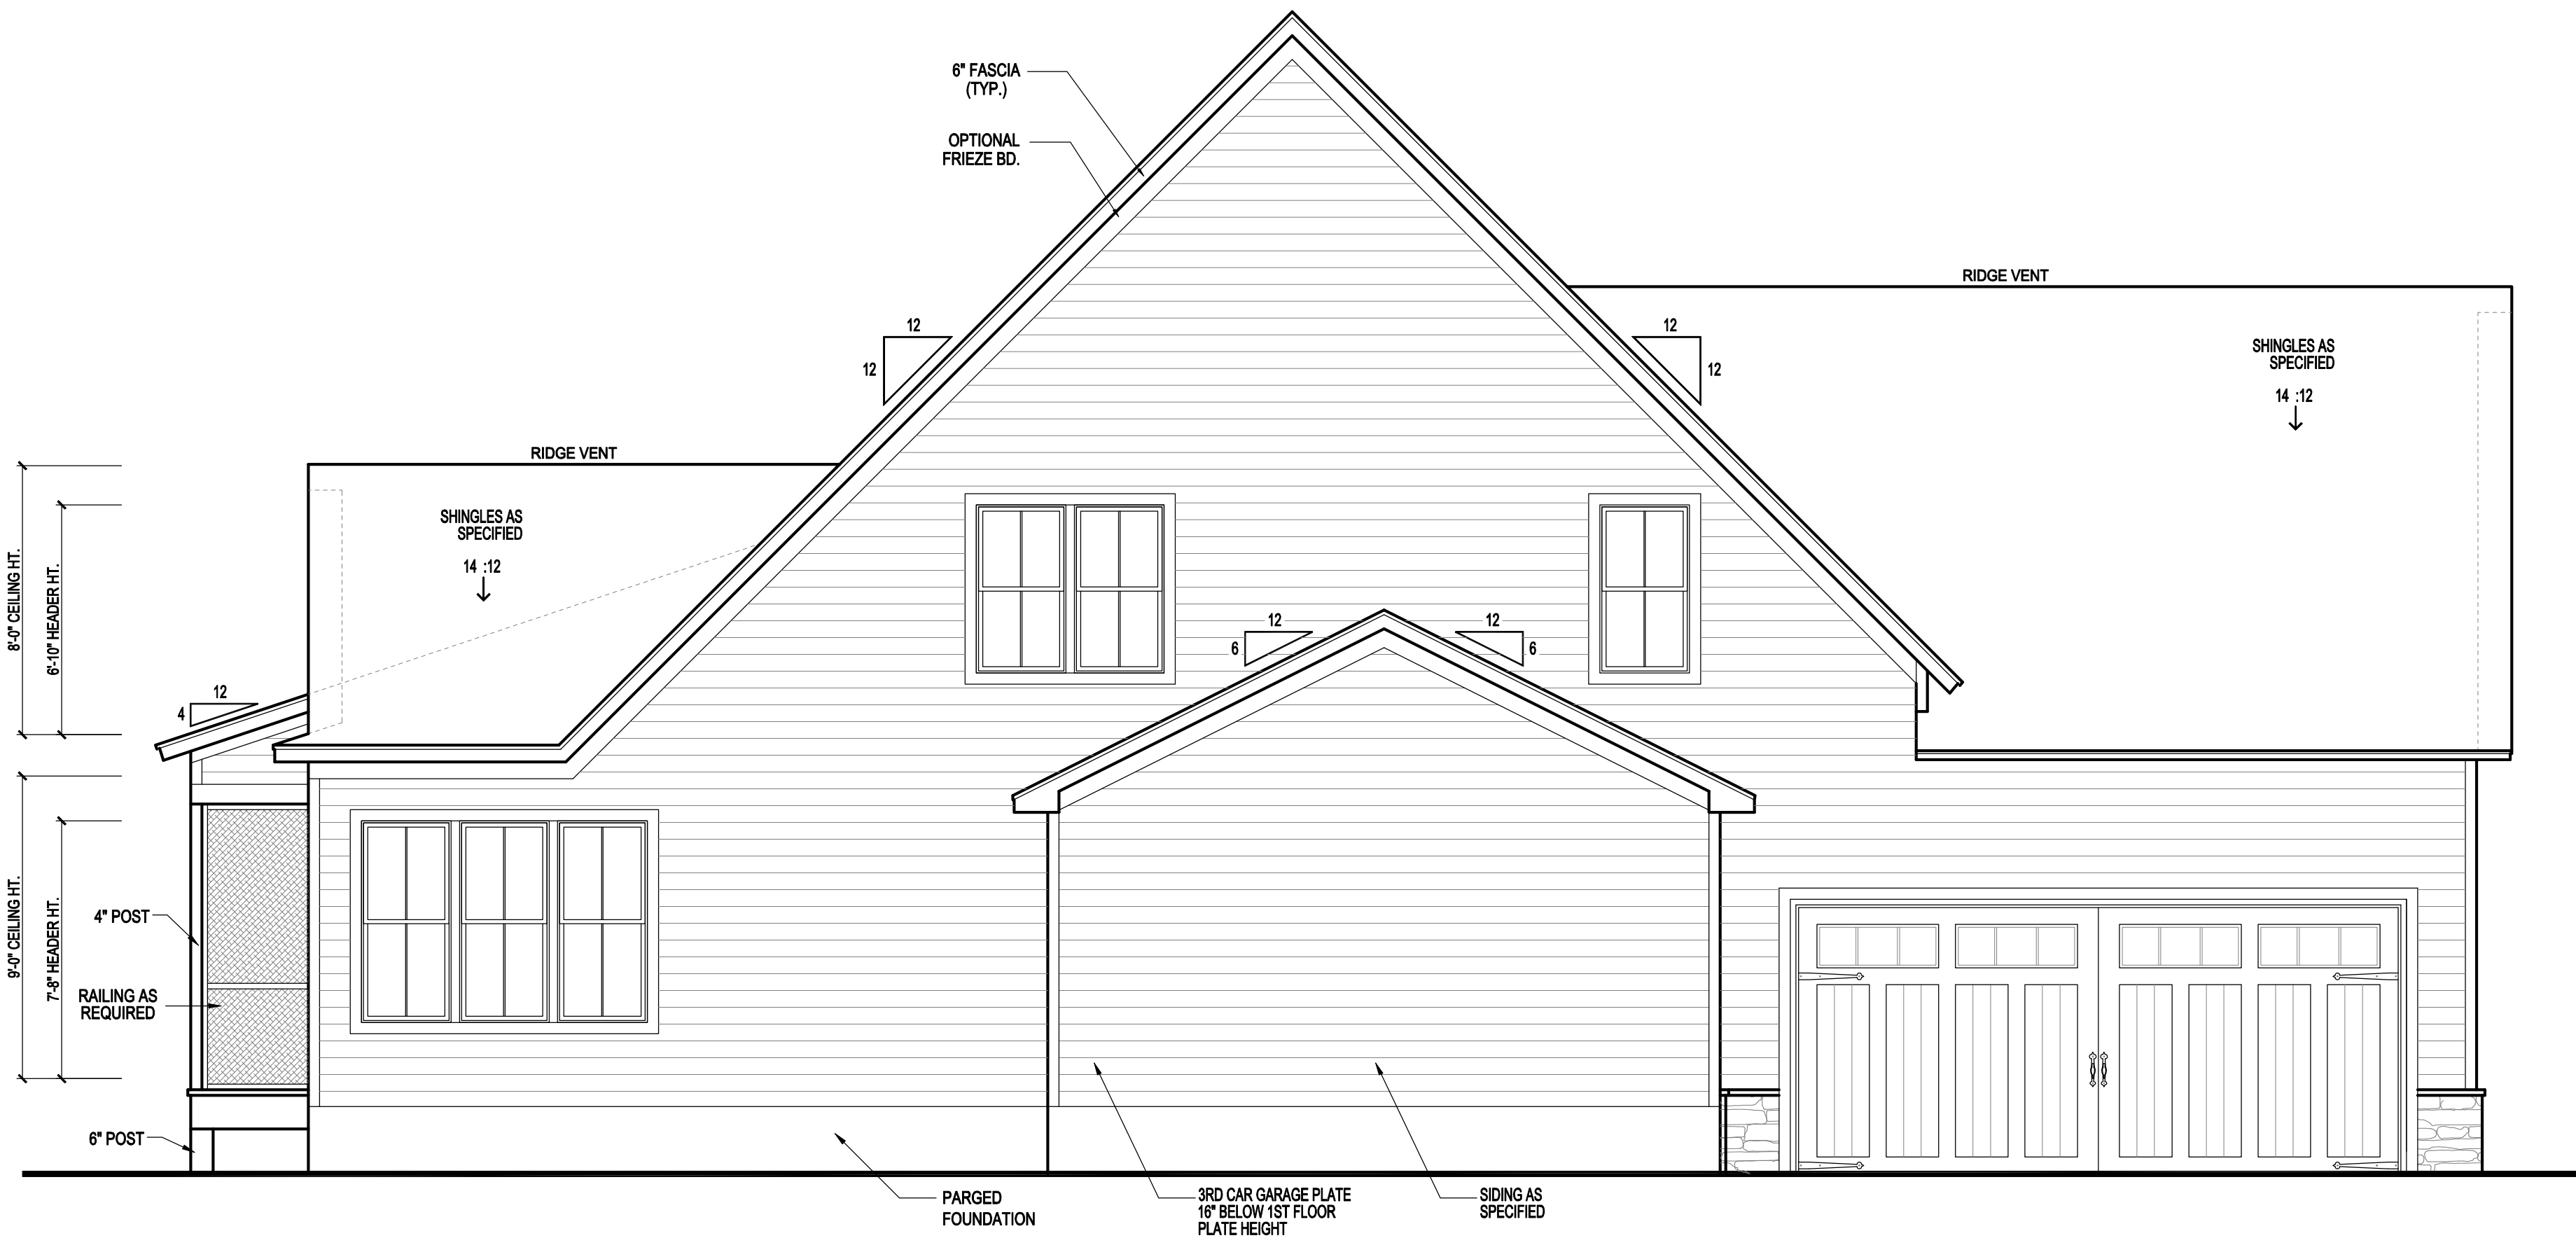 6" FASCIA
(TYP.)
OPTIONAL
FRIEZE BD.
RIDGE VENT
12
12
12
12
SHINGLES AS
SPECIFIED
14 :12
RIDGE VENT
SHINGLES AS
SPECIFIED
14 :12
8'-0" CEILING HT.
6'-10" HEADER HT.
12
6
12
6
12
4
9'-0" CEILING HT.
7'-8" HEADER HT.
4" POST
RAILING AS
REQUIRED
6" POST
PARGED
FOUNDATION
3RD CAR GARAGE PLATE
16" BELOW 1ST FLOOR
PLATE HEIGHT
SIDING AS
SPECIFIED